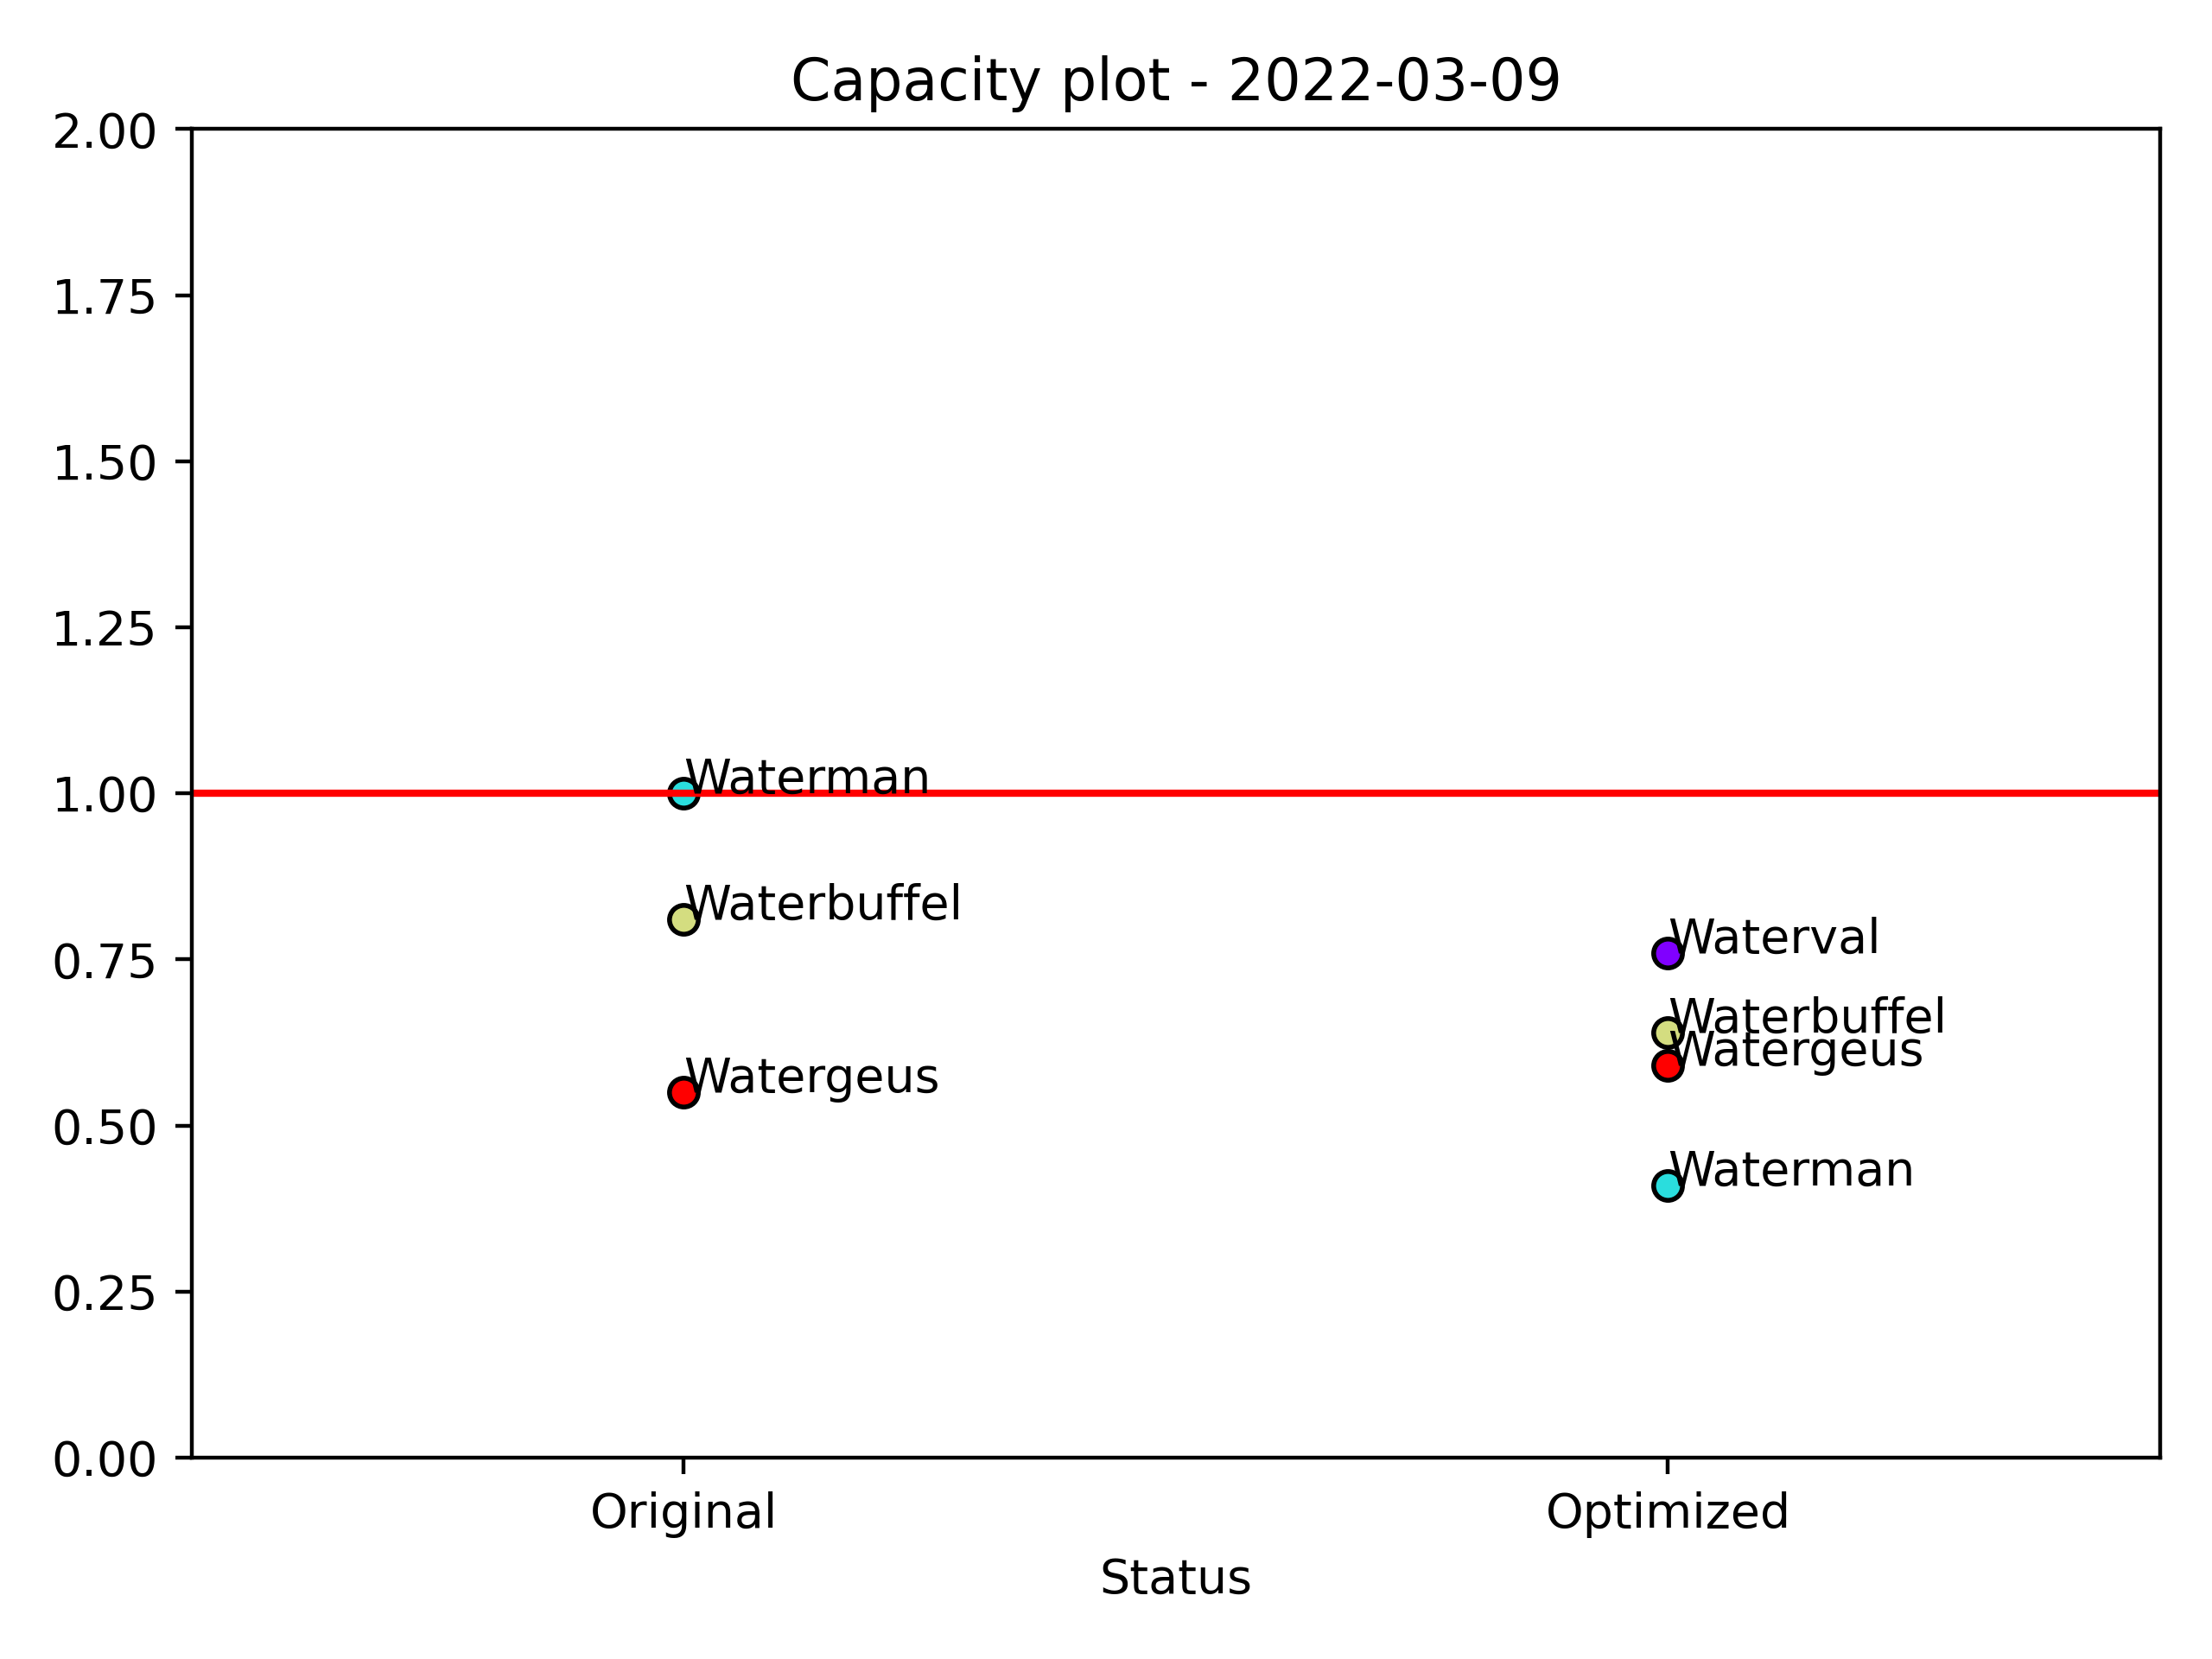 Capacity plot - 2022-03-09
2.00
1.75
1.50
1.25
1.00
0.75
0.50
0.25
0.00
Waterman
Waterbuffel
Watergeus
Waterval
Waterbuffel
Watergeus
Waterman
Original
Optimized
Status